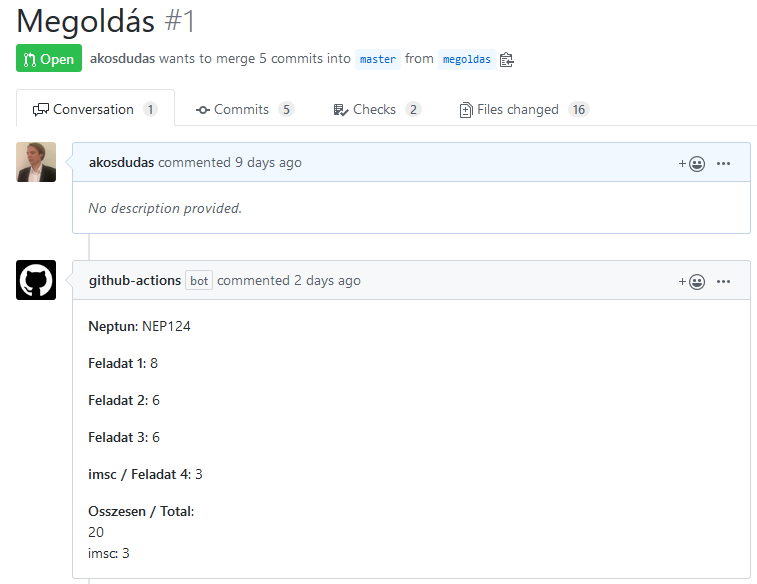 Megoldás #1
Open akosdudas wants to merge 5 commits into master from megoldas
Conversation 1 Commits 5 Checks 2 Files changed 16
akosdudas commented 9 days ago
No description provided.
github-actions bot commented 2 days ago
Neptun: NEP124
Feladat 1: 8
Feladat 2: 6
Feladat 3: 6
imsc / Feladat 4: 3
Osszesen / Total:
20
imsc: 3